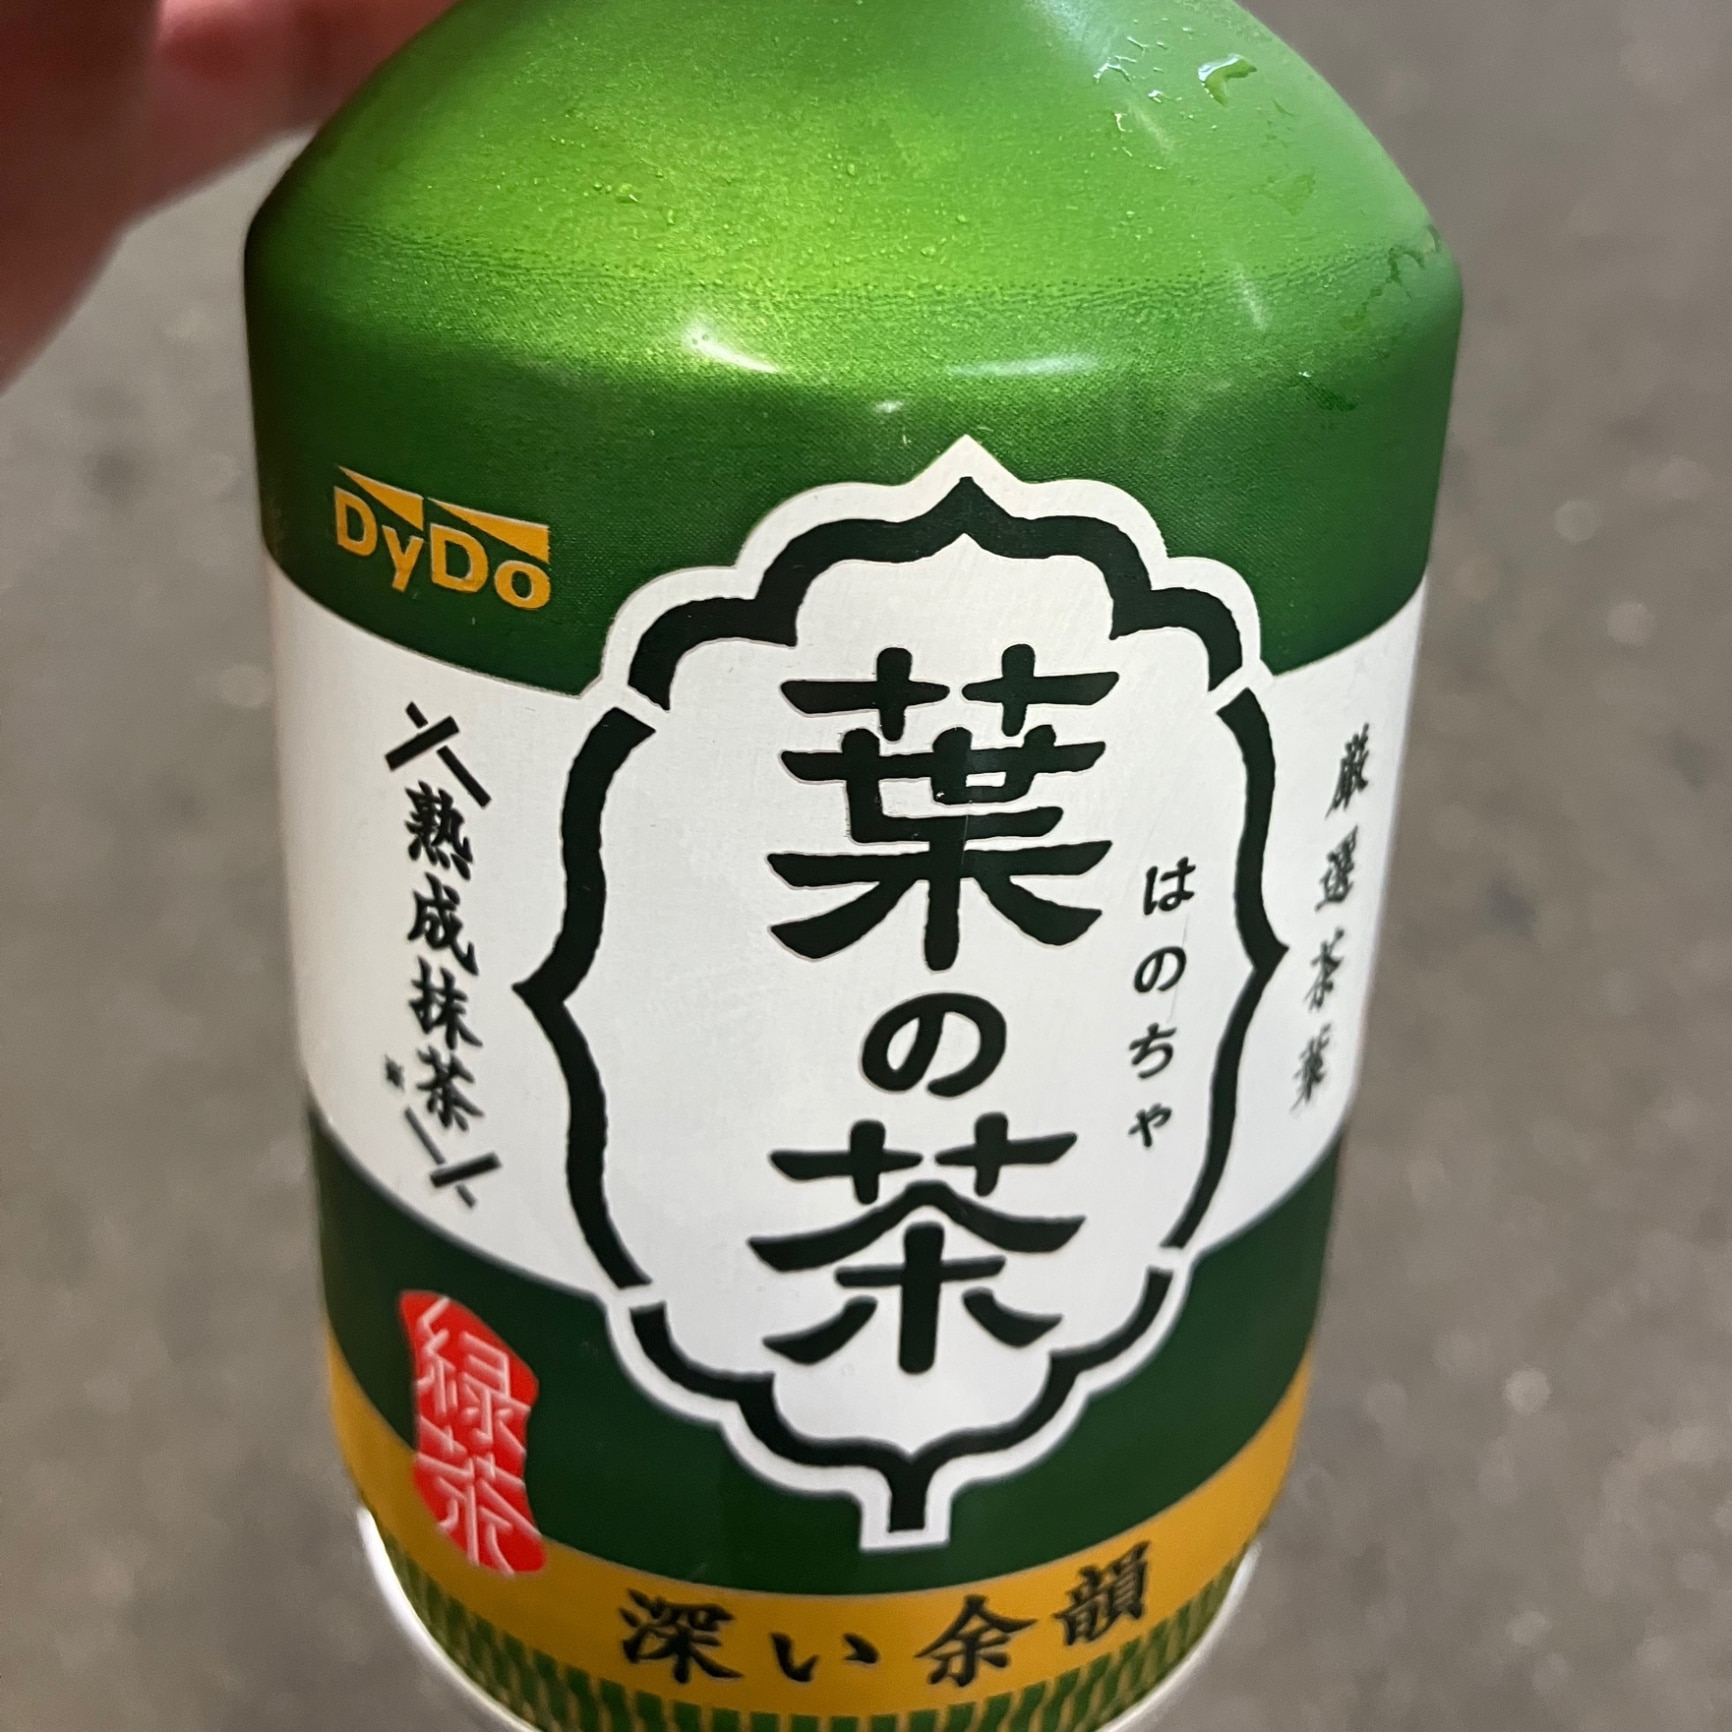 DyDo
厳選茶葉
葉の茶
はのちゃ
熟成抹茶
緑茶
深い余韻